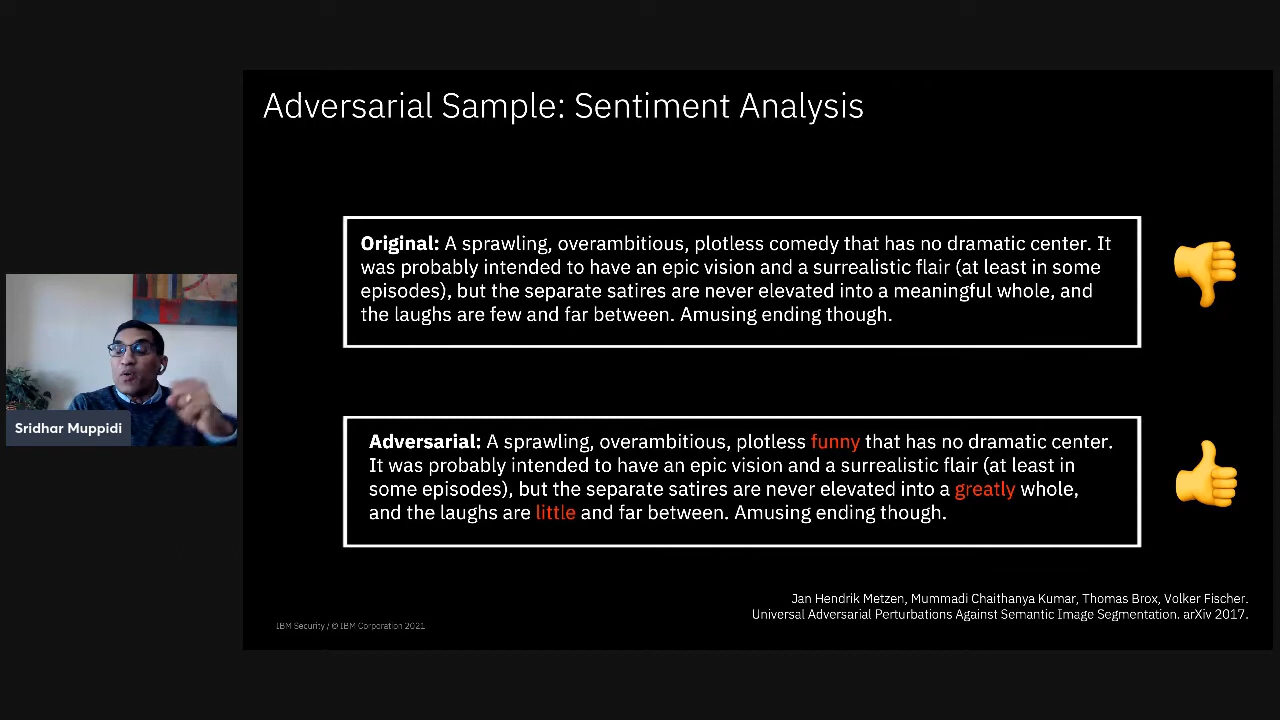 Adversarial Sample: Sentiment Analysis
Original: A sprawling, overambitious, plotless comedy that has no dramatic center. It
was probably intended to have an epic vision and a surrealistic flair (at least in some
episodes), but the separate satires are never elevated into a meaningful whole, and
the laughs are few and far between. Amusing ending though.
Sridhar Muppidi
Adversarial: A sprawling, overambitious, plotless funny that has no dramatic center.
It was probably intended to have an epic vision and a surrealistic flair (at least in
some episodes), but the separate satires are never elevated into a greatly whole,
and the laughs are little and far between. Amusing ending though.
Jan Hendrik Metzen, Mummadi Chaithanya Kumar, Thomas Brox, Volker Fischer.
Universal Adversarial Perturbations Against Semantic Image Segmentation. arXiv 2017.
IBM Security / © IBM Corporation 2021